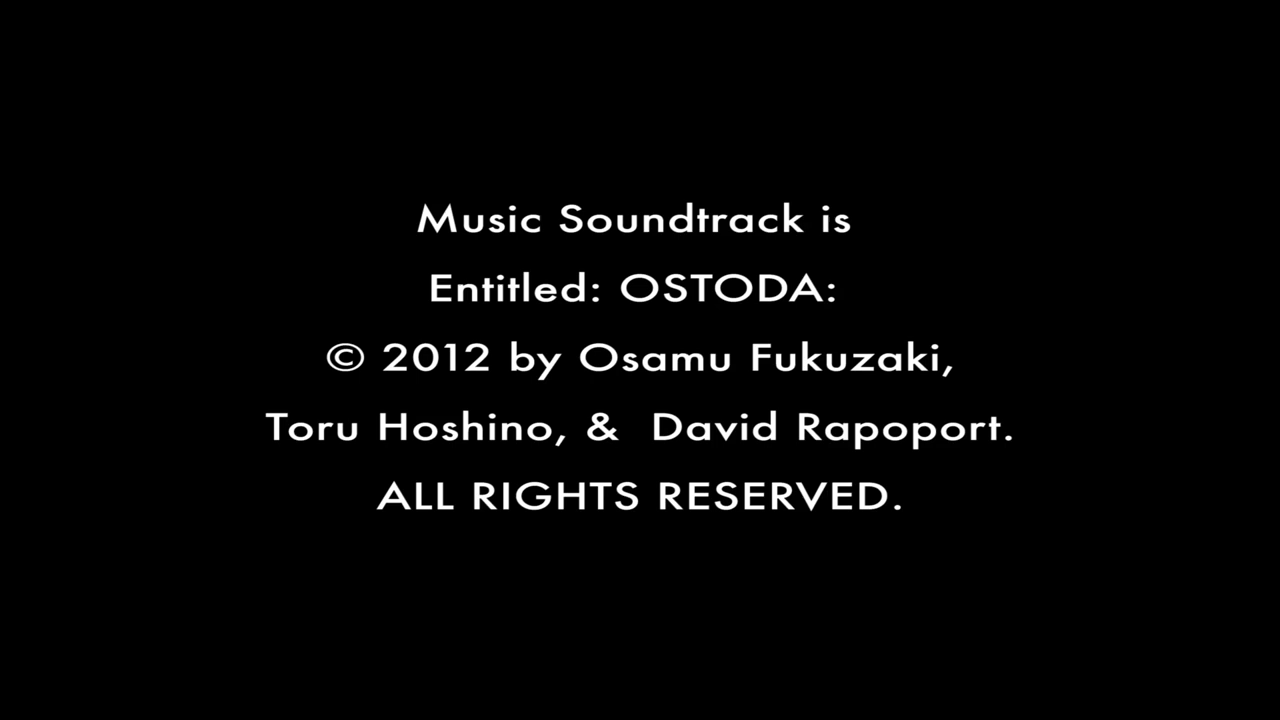 Music Soundtrack is
Entitled: OSTODA:
© 2012 by Osamu Fukuzaki,
Toru Hoshino, &  David Rapoport.
ALL RIGHTS RESERVED.